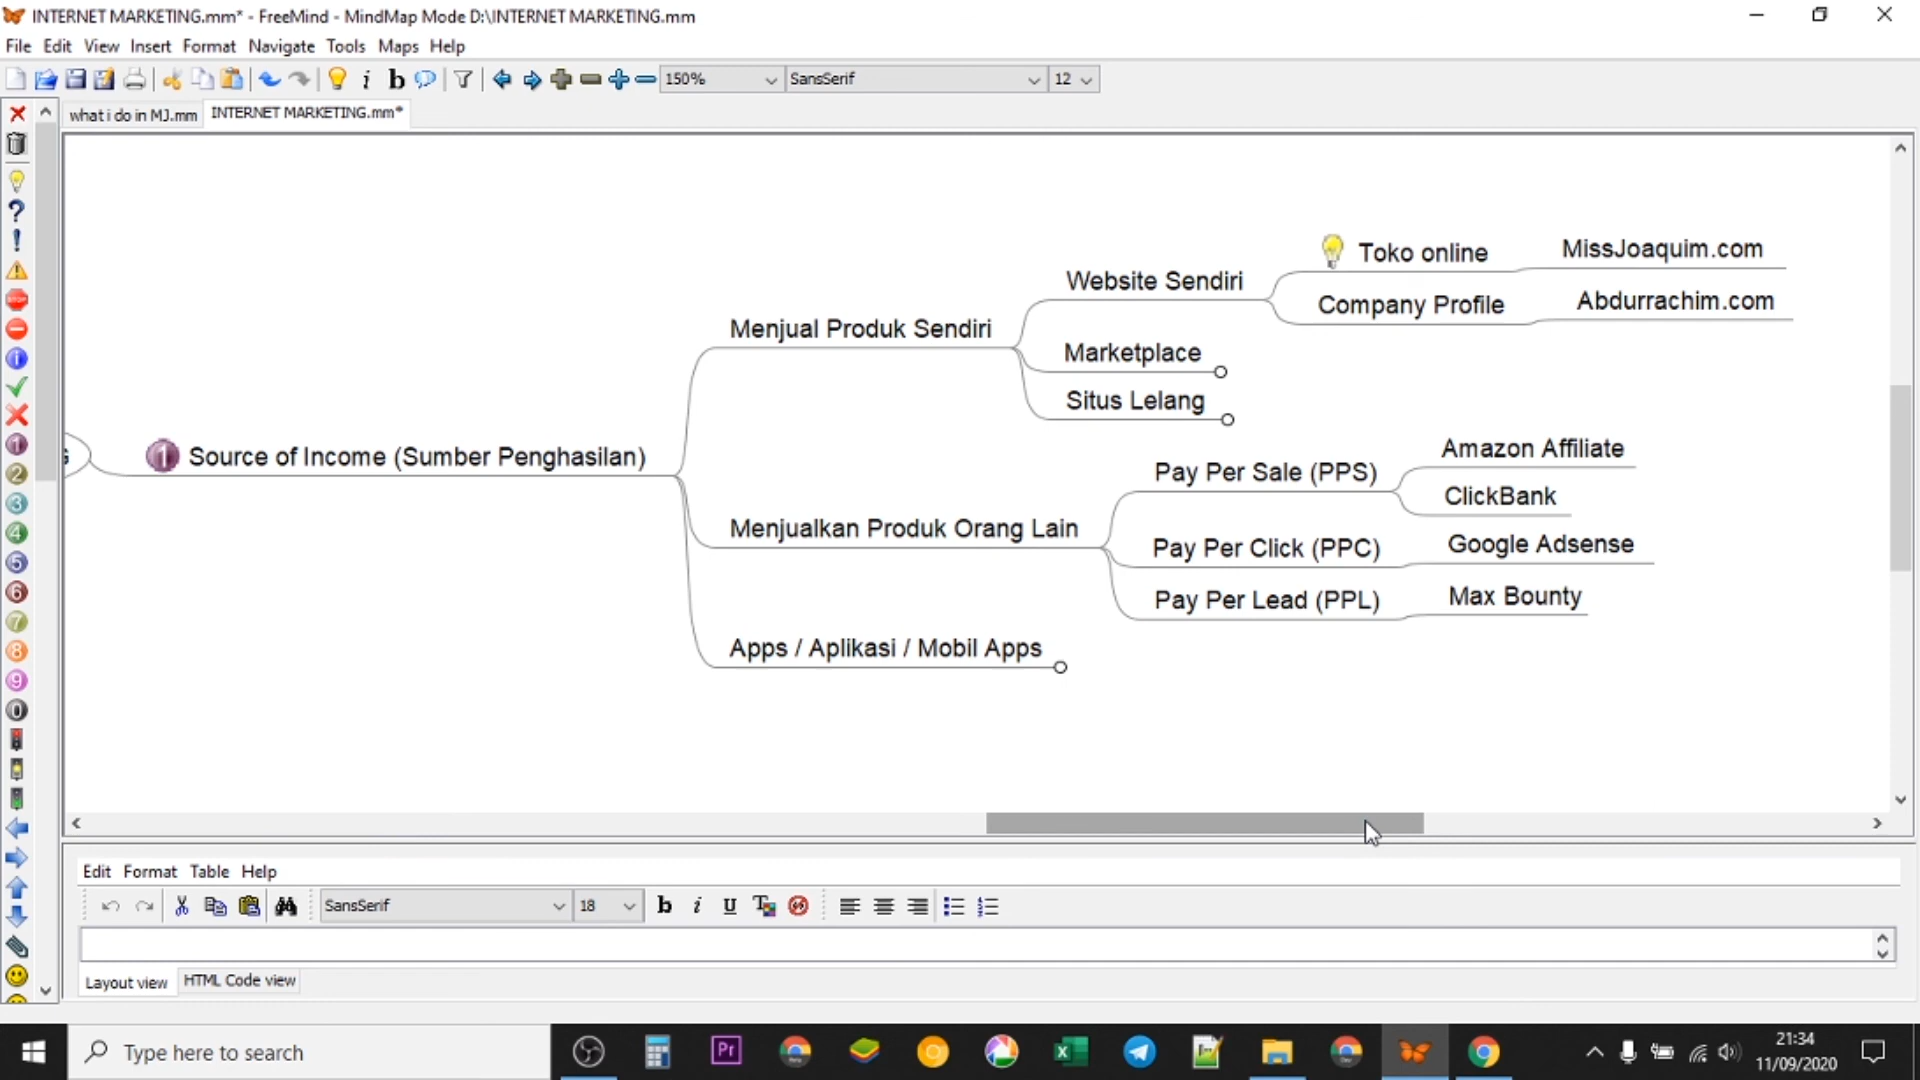 INTERNET MARKETING.mm* - FreeMind - MindMap Mode D:\INTERNET MARKETING.mm
File Edit View Insert Format Navigate Tools Maps Help
150% SansSerif 12
what i do in MJ.mm INTERNET MARKETING.mm*
Toko online MissJoaquim.com
Website Sendiri
Company Profile Abdurrachim.com
Menjual Produk Sendiri
Marketplace
Situs Lelang
1 Source of Income (Sumber Penghasilan)
Amazon Affiliate
Pay Per Sale (PPS)
ClickBank
Menjualkan Produk Orang Lain
Pay Per Click (PPC) Google Adsense
Pay Per Lead (PPL) Max Bounty
Apps / Aplikasi / Mobil Apps
Edit Format Table Help
SansSerif 18 b i U
Layout view HTML Code view
Type here to search
Pr
21:34
11/09/2020